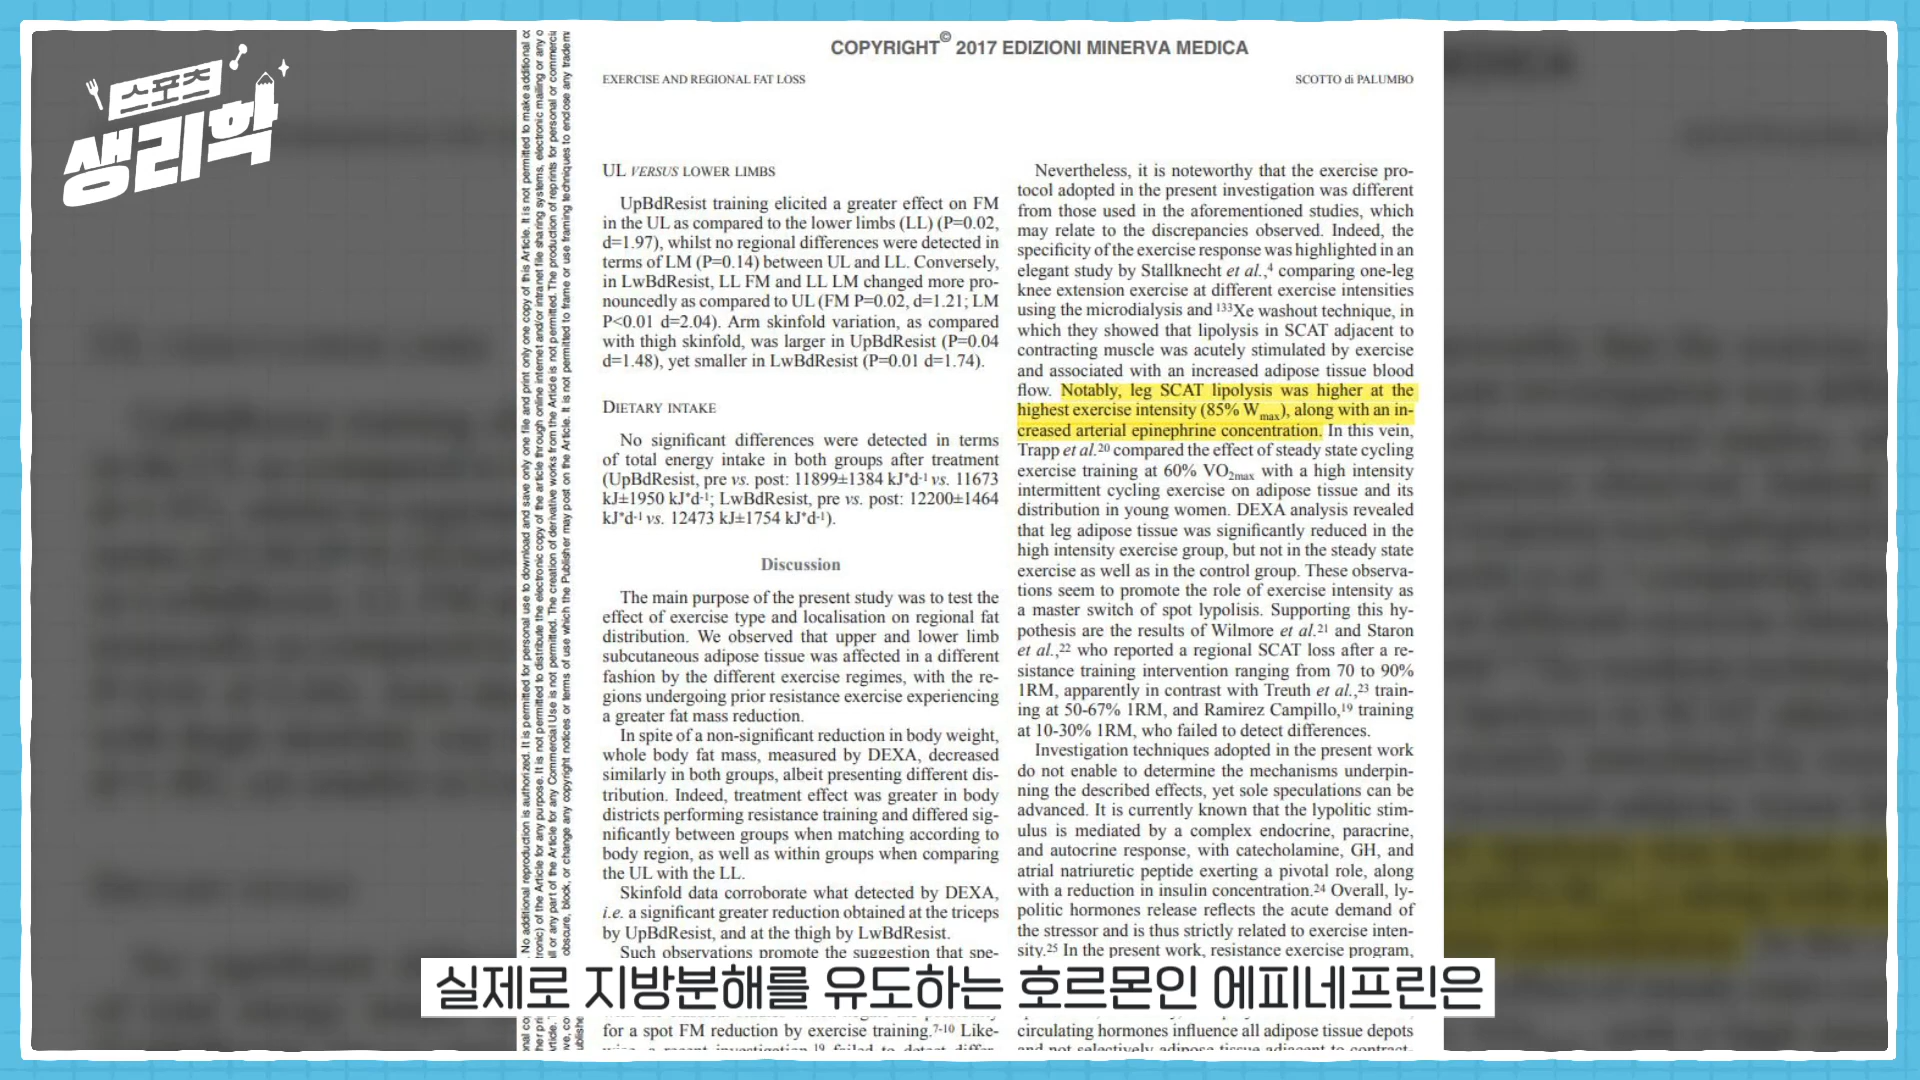 스포츠
생리학
COPYRIGHT© 2017 EDIZIONI MINERVA MEDICA
EXERCISE AND REGIONAL FAT LOSS
SCOTTO di PALUMBO
UL VERSUS LOWER LIMBS
UpBdResist training elicited a greater effect on FM
in the UL as compared to the lower limbs (LL) (P=0.02,
d=1.97), whilst no regional differences were detected in
terms of LM (P=0.14) between UL and LL. Conversely,
in LwBdResist, LL FM and LL LM changed more pro-
nouncedly as compared to UL (FM P=0.02, d=1.21; LM
P<0.01 d=2.04). Arm skinfold variation, as compared
with thigh skinfold, was larger in UpBdResist (P=0.04
d=1.48), yet smaller in LwBdResist (P=0.01 d=1.74).
DIETARY INTAKE
No significant differences were detected in terms
of total energy intake in both groups after treatment
(UpBdResist, pre vs. post: 11899±1384 kJ*d-1 vs. 11673
kJ±1950 kJ*d-1; LwBdResist, pre vs. post: 12200±1464
kJ*d-1 vs. 12473 kJ±1754 kJ*d-1).
Discussion
The main purpose of the present study was to test the
effect of exercise type and localisation on regional fat
distribution. We observed that upper and lower limb
subcutaneous adipose tissue was affected in a different
fashion by the different exercise regimes, with the re-
gions undergoing prior resistance exercise experiencing
a greater fat mass reduction.
In spite of a non-significant reduction in body weight,
whole body fat mass, measured by DEXA, decreased
similarly in both groups, albeit presenting different dis-
tribution. Indeed, treatment effect was greater in body
districts performing resistance training and differed sig-
nificantly between groups when matching according to
body region, as well as within groups when comparing
the UL with the LL.
Skinfold data corroborate what detected by DEXA,
i.e. a significant greater reduction obtained at the triceps
by UpBdResist, and at the thigh by LwBdResist.
Such observations promote the suggestion that spe-
for a spot FM reduction by exercise training.7-10 Like-
Nevertheless, it is noteworthy that the exercise pro-
tocol adopted in the present investigation was different
from those used in the aforementioned studies, which
may relate to the discrepancies observed. Indeed, the
specificity of the exercise response was highlighted in an
elegant study by Stallknecht et al.,4 comparing one-leg
knee extension exercise at different exercise intensities
using the microdialysis and 133Xe washout technique, in
which they showed that lipolysis in SCAT adjacent to
contracting muscle was acutely stimulated by exercise
and associated with an increased adipose tissue blood
flow. Notably, leg SCAT lipolysis was higher at the
highest exercise intensity (85% Wmax), along with an in-
creased arterial epinephrine concentration. In this vein,
Trapp et al.20 compared the effect of steady state cycling
exercise training at 60% VO2max with a high intensity
intermittent cycling exercise on adipose tissue and its
distribution in young women. DEXA analysis revealed
that leg adipose tissue was significantly reduced in the
high intensity exercise group, but not in the steady state
exercise as well as in the control group. These observa-
tions seem to promote the role of exercise intensity as
a master switch of spot lypolisis. Supporting this hy-
pothesis are the results of Wilmore et al.21 and Staron
et al.,22 who reported a regional SCAT loss after a re-
sistance training intervention ranging from 70 to 90%
1RM, apparently in contrast with Treuth et al.,23 train-
ing at 50-67% 1RM, and Ramirez Campillo,19 training
at 10-30% 1RM, who failed to detect differences.
Investigation techniques adopted in the present work
do not enable to determine the mechanisms underpin-
ning the described effects, yet sole speculations can be
advanced. It is currently known that the lypolitic stim-
ulus is mediated by a complex endocrine, paracrine,
and autocrine response, with catecholamine, GH, and
atrial natriuretic peptide exerting a pivotal role, along
with a reduction in insulin concentration.24 Overall, ly-
politic hormones release reflects the acute demand of
the stressor and is thus strictly related to exercise inten-
sity.25 In the present work, resistance exercise program,
circulating hormones influence all adipose tissue depots
실제로 지방분해를 유도하는 호르몬인 에피네프린은